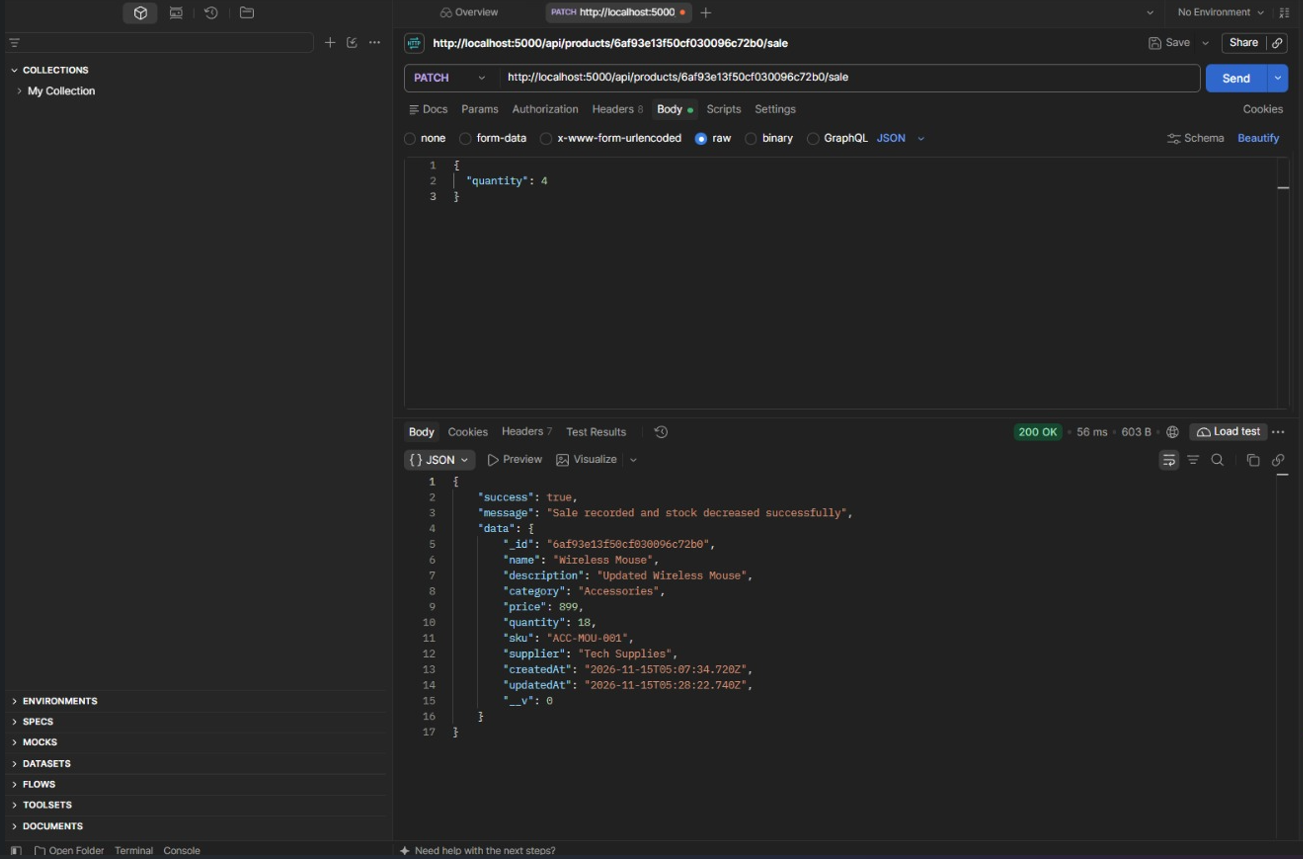 Overview
PATCH http://localhost:5000
No Environment
HTTP http://localhost:5000/api/products/6af93e13f50cf030096c72b0/sale
Save
Share
COLLECTIONS
My Collection
PATCH
http://localhost:5000/api/products/6af93e13f50cf030096c72b0/sale
Send
Docs Params Authorization Headers 8 Body Scripts Settings
Cookies
none form-data x-www-form-urlencoded raw binary GraphQL JSON
Schema Beautify
1 {
2 "quantity": 4
3 }
Body Cookies Headers 7 Test Results
200 OK 56 ms 603 B
Load test
{} JSON Preview Visualize
1 {
2 "success": true,
3 "message": "Sale recorded and stock decreased successfully",
4 "data": {
5 "_id": "6af93e13f50cf030096c72b0",
6 "name": "Wireless Mouse",
7 "description": "Updated Wireless Mouse",
8 "category": "Accessories",
9 "price": 899,
10 "quantity": 18,
11 "sku": "ACC-MOU-001",
12 "supplier": "Tech Supplies",
13 "createdAt": "2026-11-15T05:07:34.720Z",
14 "updatedAt": "2026-11-15T05:28:22.740Z",
15 "__v": 0
16 }
17 }
ENVIRONMENTS
SPECS
MOCKS
DATASETS
FLOWS
TOOLSETS
DOCUMENTS
Open Folder Terminal Console
Need help with the next steps?